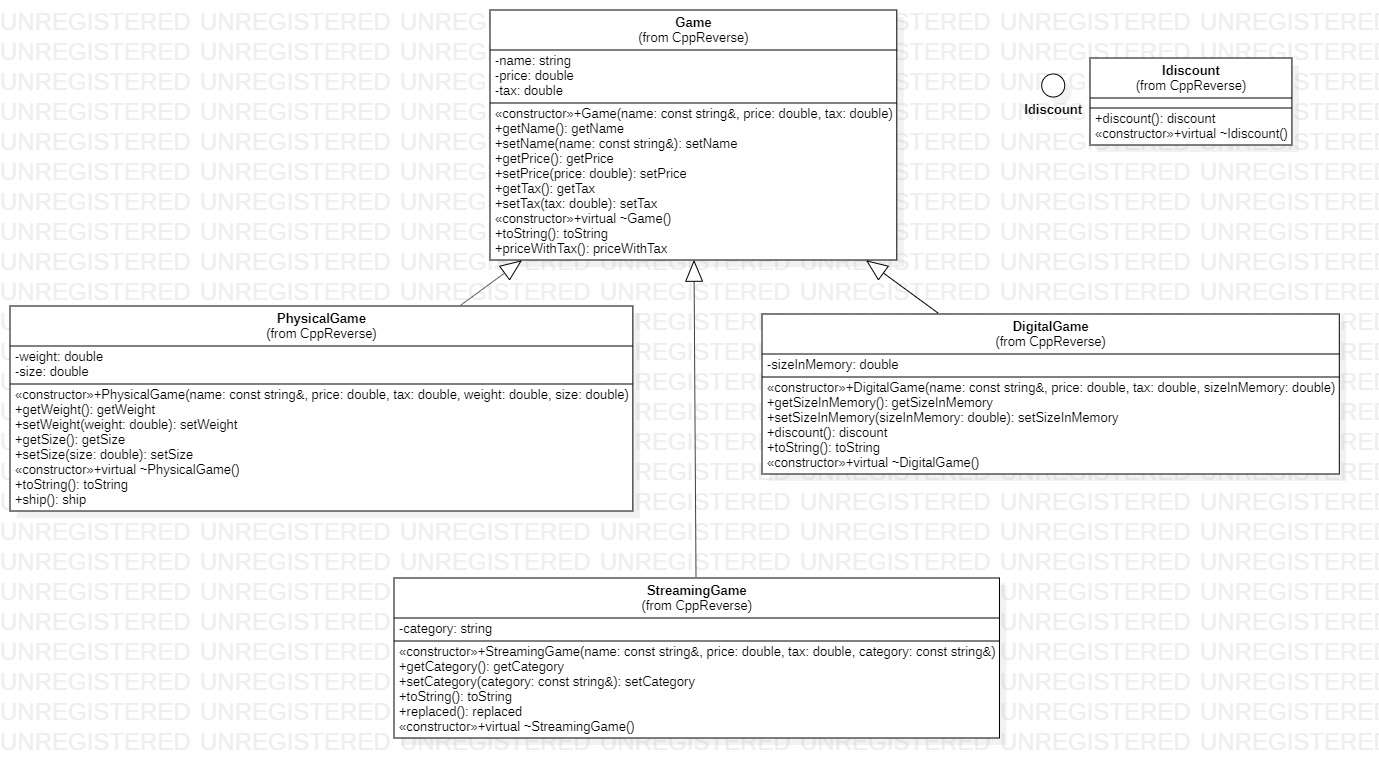 Game
(from CppReverse)
-name: string
-price: double
-tax: double
«constructor»+Game(name: const string&, price: double, tax: double)
+getName(): getName
+setName(name: const string&): setName
+getPrice(): getPrice
+setPrice(price: double): setPrice
+getTax(): getTax
+setTax(tax: double): setTax
«constructor»+virtual ~Game()
+toString(): toString
+priceWithTax(): priceWithTax
Idiscount
Idiscount
(from CppReverse)
+discount(): discount
«constructor»+virtual ~Idiscount()
PhysicalGame
(from CppReverse)
-weight: double
-size: double
«constructor»+PhysicalGame(name: const string&, price: double, tax: double, weight: double, size: double)
+getWeight(): getWeight
+setWeight(weight: double): setWeight
+getSize(): getSize
+setSize(size: double): setSize
«constructor»+virtual ~PhysicalGame()
+toString(): toString
+ship(): ship
DigitalGame
(from CppReverse)
-sizeInMemory: double
«constructor»+DigitalGame(name: const string&, price: double, tax: double, sizeInMemory: double)
+getSizeInMemory(): getSizeInMemory
+setSizeInMemory(sizeInMemory: double): setSizeInMemory
+discount(): discount
+toString(): toString
«constructor»+virtual ~DigitalGame()
StreamingGame
(from CppReverse)
-category: string
«constructor»+StreamingGame(name: const string&, price: double, tax: double, category: const string&)
+getCategory(): getCategory
+setCategory(category: const string&): setCategory
+toString(): toString
+replaced(): replaced
«constructor»+virtual ~StreamingGame()
UNREGISTERED